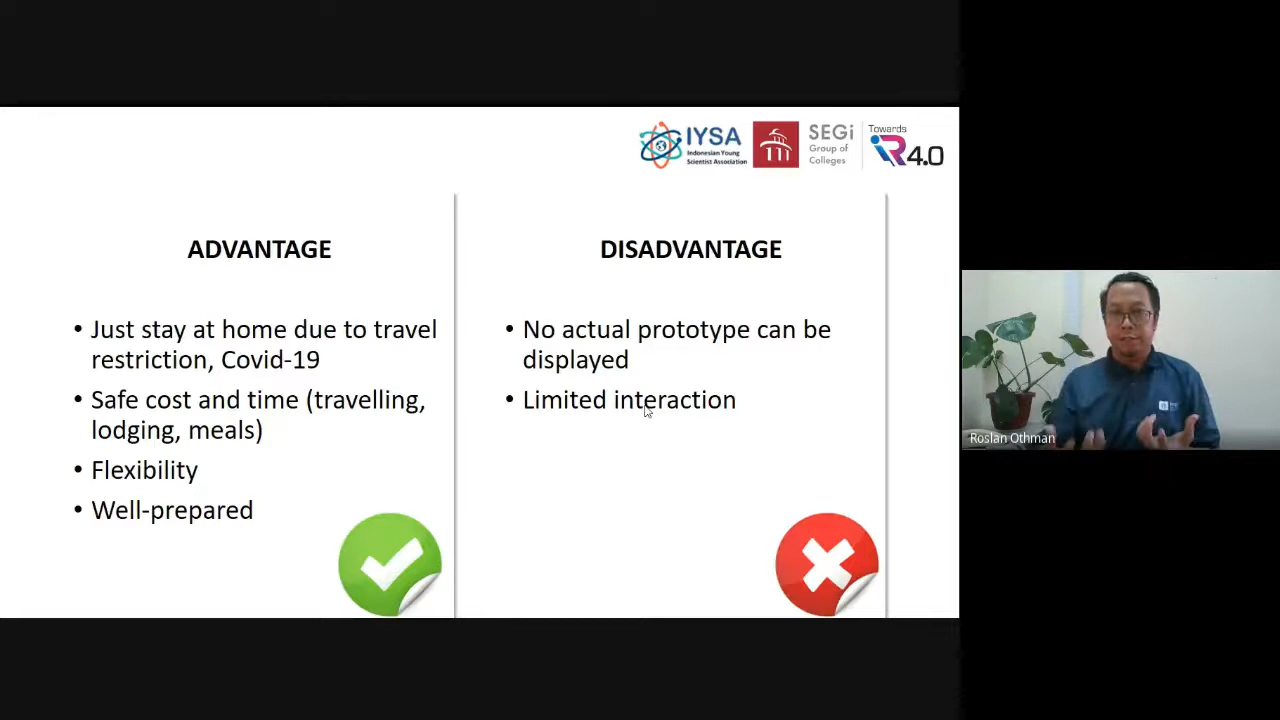 IYSA
Indonesian Young
Scientist Association
SEGi
Group of
Colleges
Towards
iR4.0
ADVANTAGE
• Just stay at home due to travel
restriction, Covid-19
• Safe cost and time (travelling,
lodging, meals)
• Flexibility
• Well-prepared
DISADVANTAGE
• No actual prototype can be
displayed
• Limited interaction
Roslan Othman